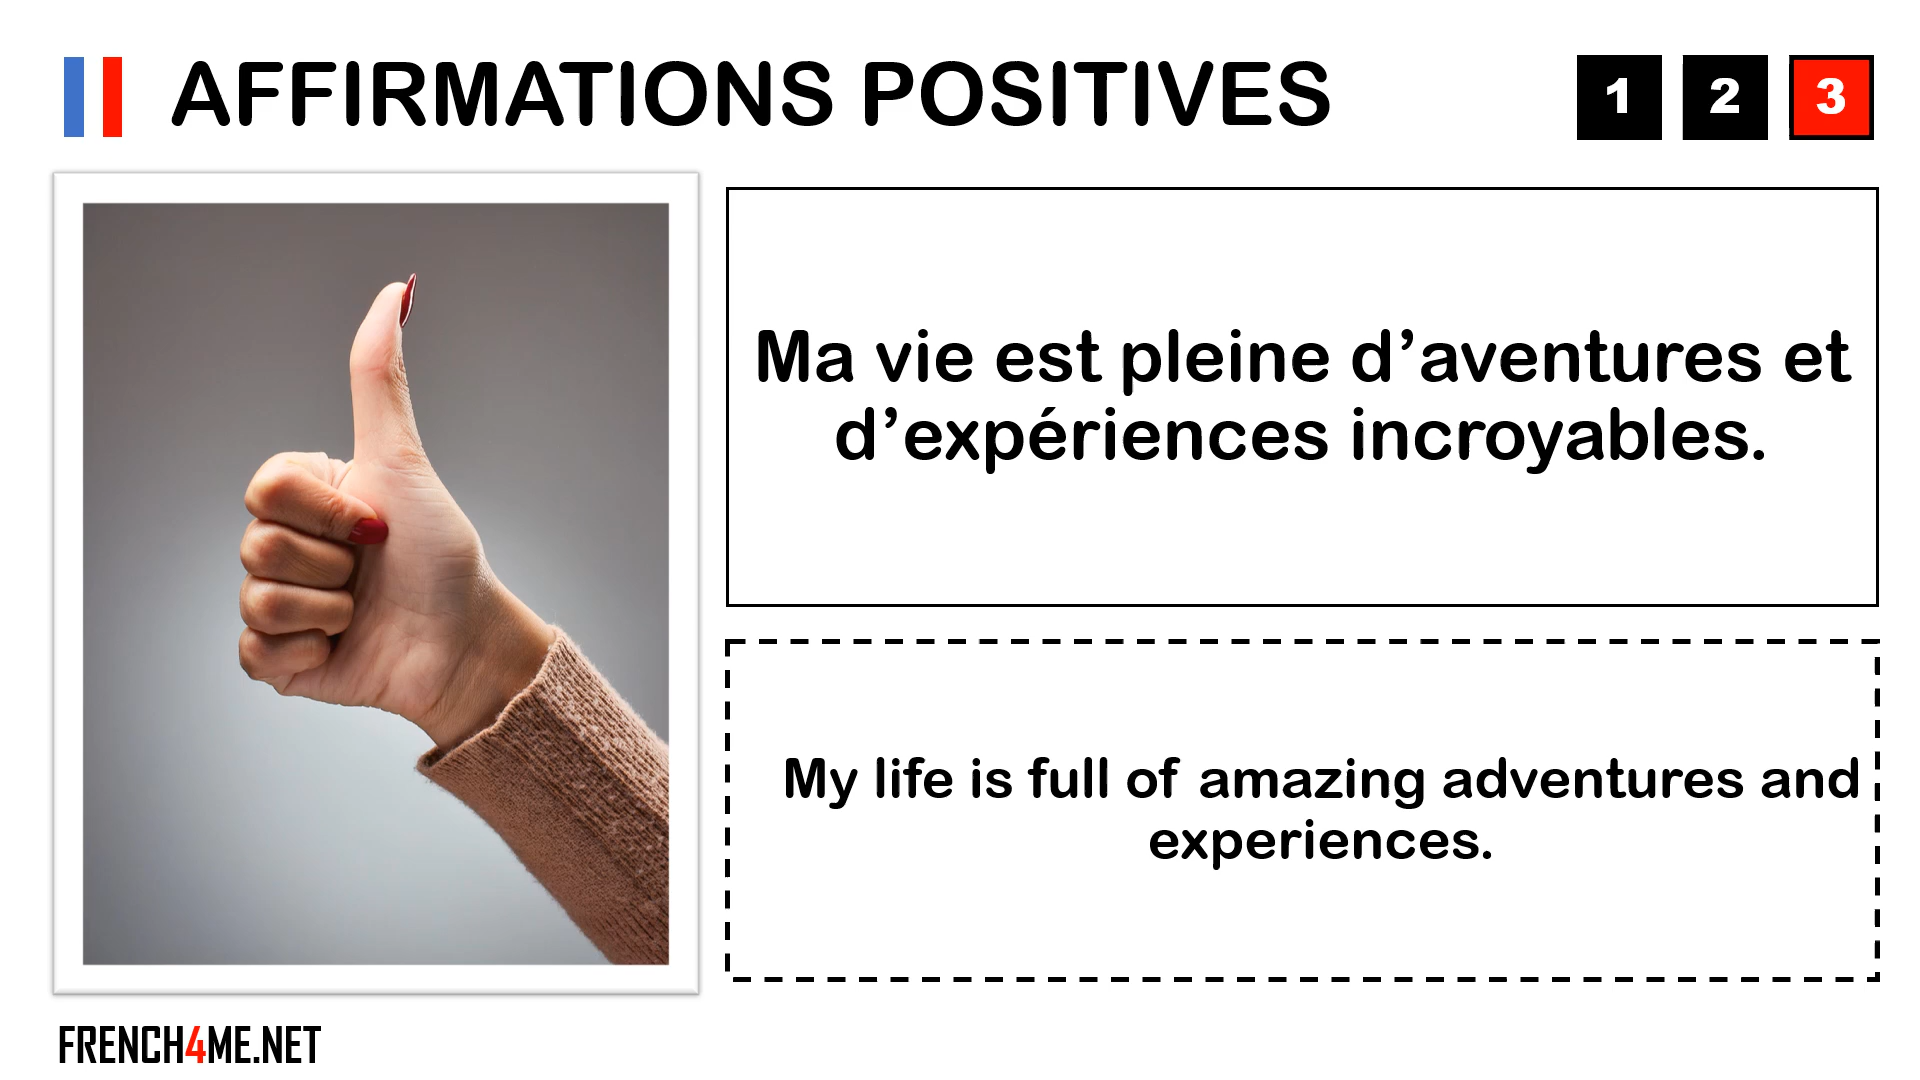 AFFIRMATIONS POSITIVES
1 2 3
Ma vie est pleine d’aventures et
d’expériences incroyables.
My life is full of amazing adventures and
experiences.
FRENCH4ME.NET